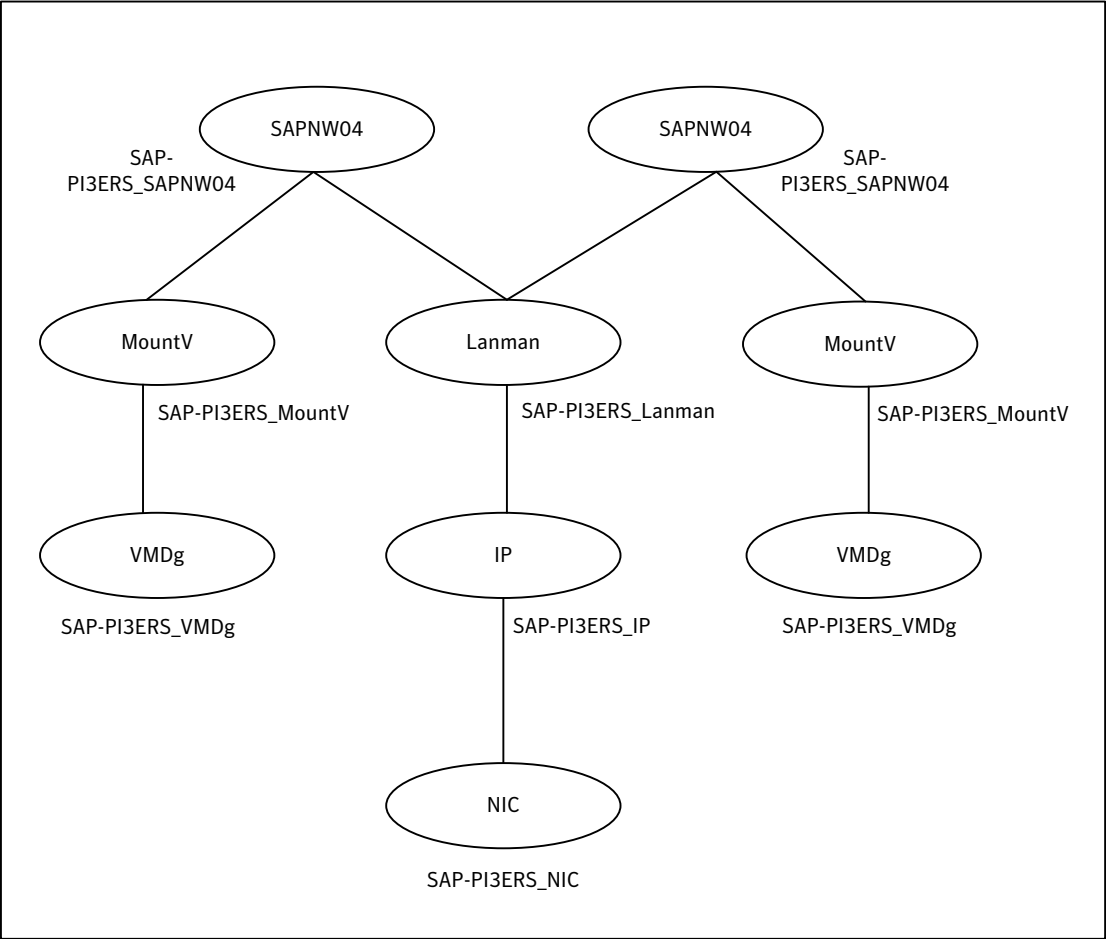 SAPNW04
SAPNW04
SAP-
PI3ERS_SAPNW04
SAP-
PI3ERS_SAPNW04
MountV
Lanman
MountV
SAP-PI3ERS_MountV
SAP-PI3ERS_Lanman
SAP-PI3ERS_MountV
VMDg
IP
VMDg
SAP-PI3ERS_VMDg
SAP-PI3ERS_IP
SAP-PI3ERS_VMDg
NIC
SAP-PI3ERS_NIC